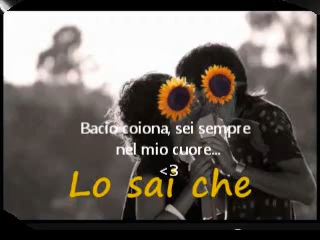 Bacio coiona, sei sempre
nel mio cuore...
<3
Lo sai che